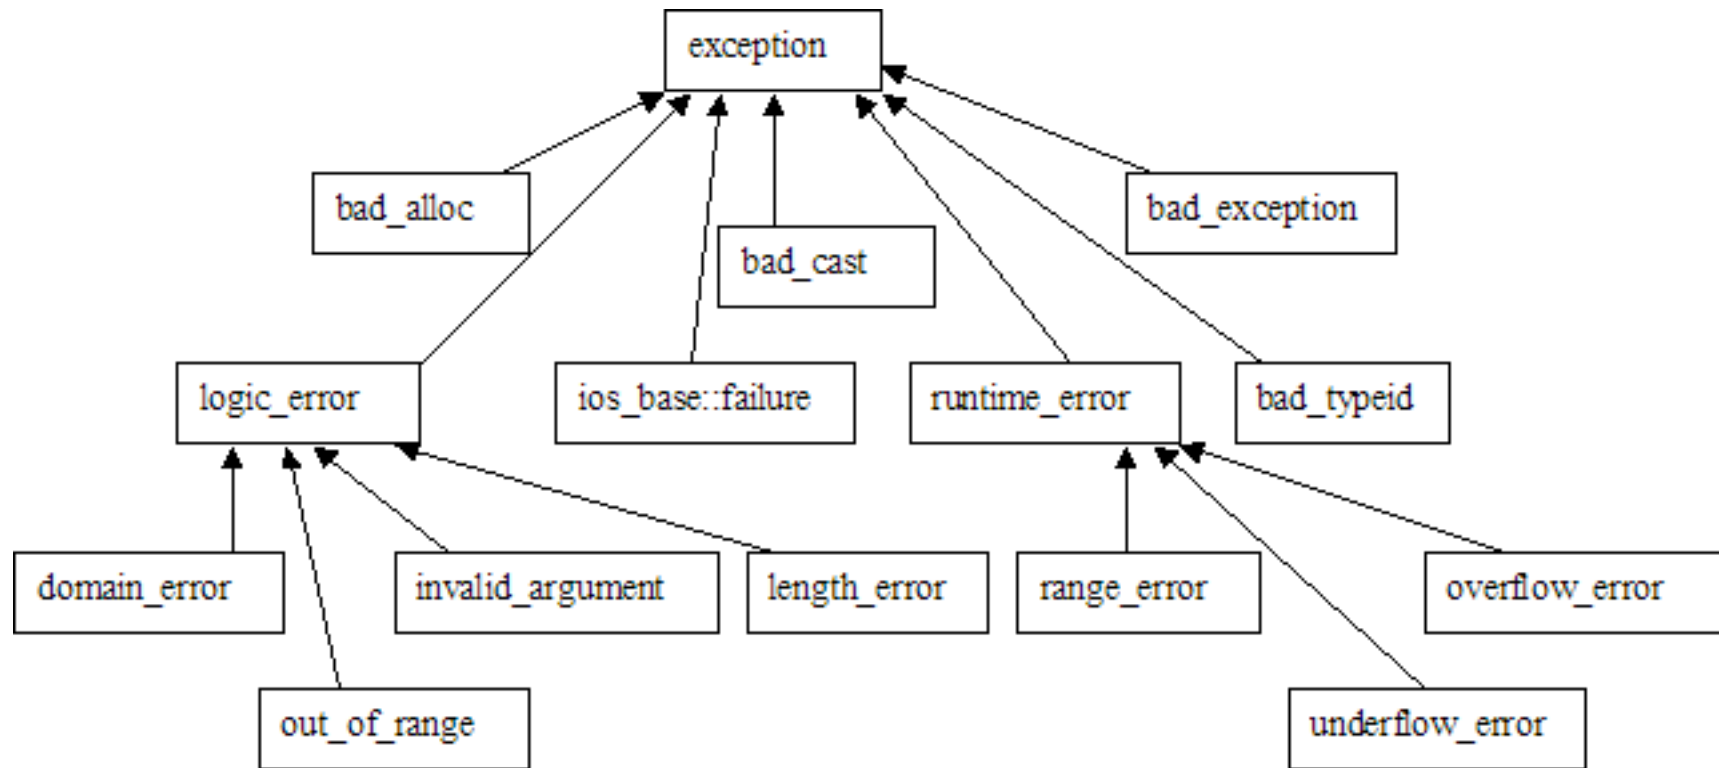 exception
bad_alloc
bad_exception
bad_cast
logic_error
ios_base::failure
runtime_error
bad_typeid
domain_error
invalid_argument
length_error
range_error
overflow_error
out_of_range
underflow_error